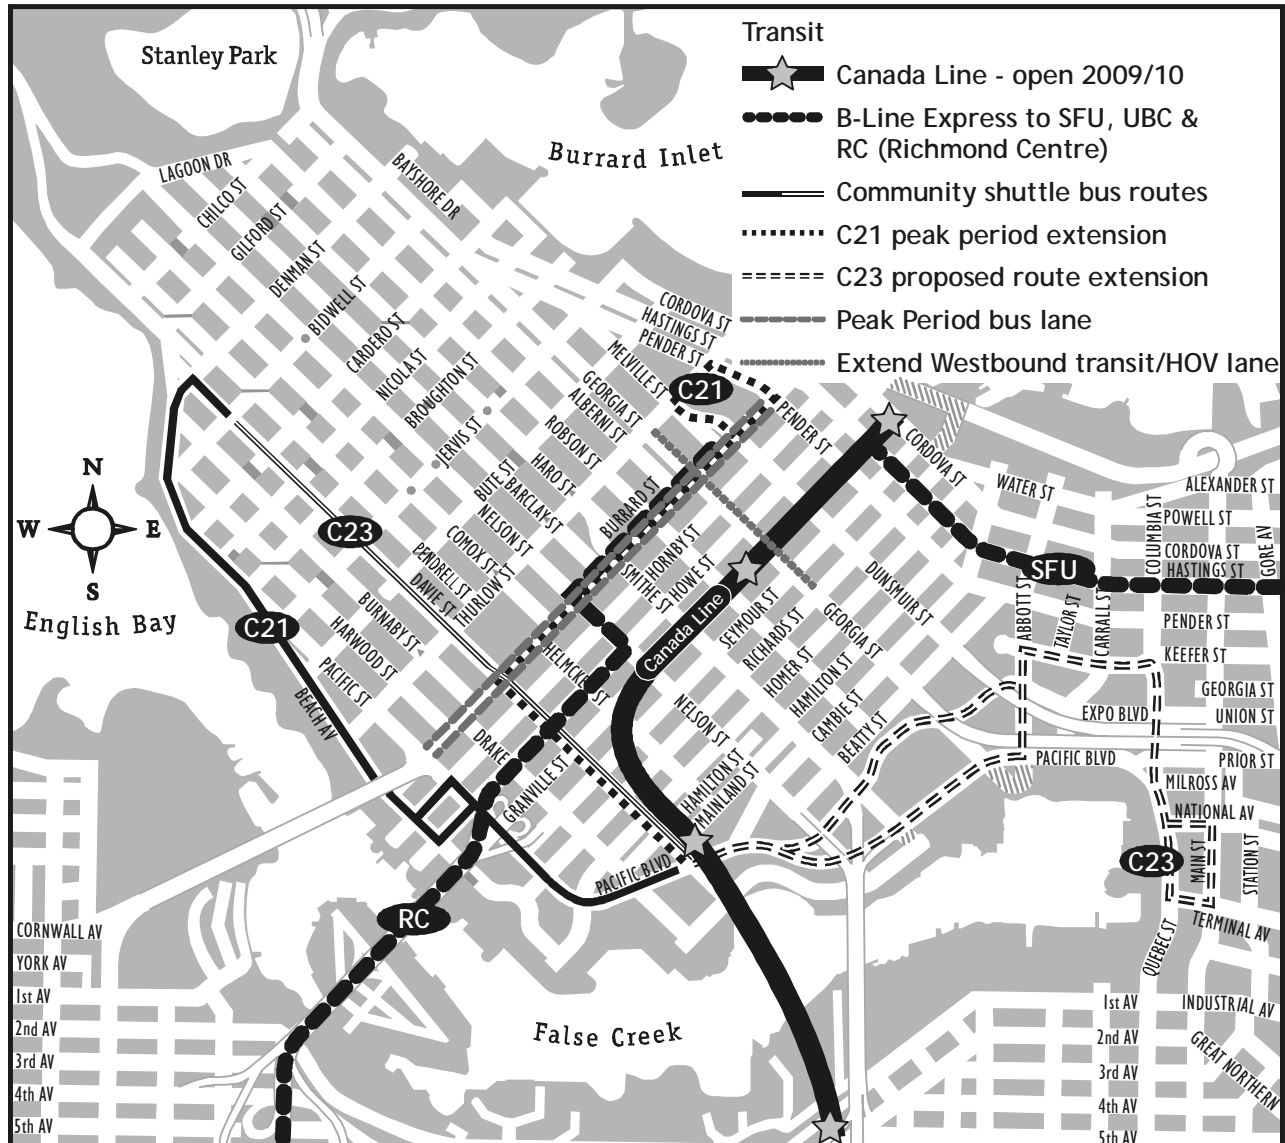 Stanley Park
Burrard Inlet
Transit
Canada Line - open 2009/10
B-Line Express to SFU, UBC &
RC (Richmond Centre)
Community shuttle bus routes
C21 peak period extension
C23 proposed route extension
Peak Period bus lane
Extend Westbound transit/HOV lane
LAGOON DR
CHILCO ST
GILFORD ST
DENMAN ST
BIDWELL ST
CARDERO ST
NICOLA ST
BROUGHTON ST
JERVIS ST
BUTE ST
THURLOW ST
BURRARD ST
HORNBY ST
HOWE ST
SEYMOUR ST
RICHARDS ST
HOMER ST
HAMILTON ST
CAMBIE ST
BEATTY ST
BAYSHORE DR
CORDOVA ST
HASTINGS ST
PENDER ST
MELVILLE ST
GEORGIA ST
ALBERNI ST
ROBSON ST
HARO ST
BARCLAY ST
NELSON ST
COMOX ST
PENDRELL ST
DAVIE ST
BURNABY ST
HARWOOD ST
PACIFIC ST
BEACH AV
C21
PENDER ST
CORDOVA ST
WATER ST
ALEXANDER ST
POWELL ST
CORDOVA ST
HASTINGS ST
COLUMBIA ST
GORE AV
SFU
ABBOTT ST
TAYLOR ST
CARRALL ST
PENDER ST
KEEFER ST
GEORGIA ST
UNION ST
EXPO BLVD
PACIFIC BLVD
PRIOR ST
MILROSS AV
NATIONAL AV
MAIN ST
STATION ST
C23
TERMINAL AV
QUEBEC ST
DUNSMUIR ST
GEORGIA ST
SMITHE ST
Canada Line
NELSON ST
HELMCKEN ST
HAMILTON ST
MAINLAND ST
DRAKE
GRANVILLE ST
PACIFIC BLVD
C23
C21
N
W
E
S
English Bay
RC
False Creek
CORNWALL AV
YORK AV
1st AV
2nd AV
3rd AV
4th AV
5th AV
1st AV
2nd AV
3rd AV
4th AV
5th AV
INDUSTRIAL AV
GREAT NORTHERN